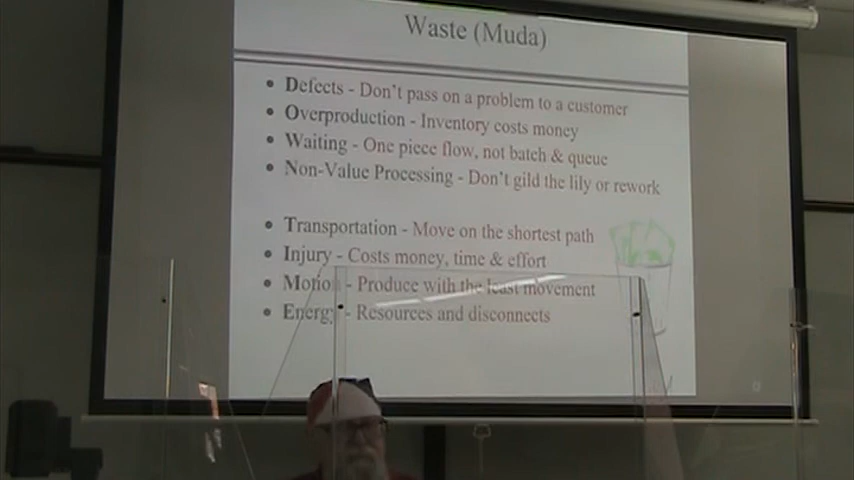 Waste (Muda)
• Defects - Don't pass on a problem to a customer
• Overproduction - Inventory costs money
• Waiting - One piece flow, not batch & queue
• Non-Value Processing - Don't gild the lily or rework
• Transportation - Move on the shortest path
• Injury - Costs money, time & effort
• Motion - Produce with the least movement
• Energy - Resources and disconnects